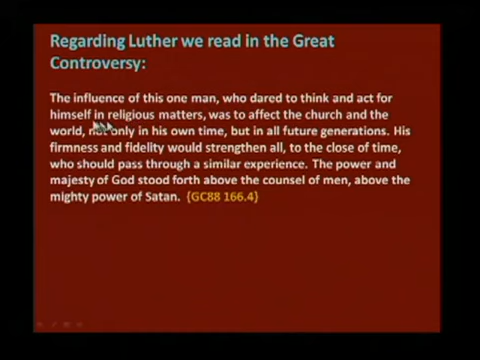 Regarding Luther we read in the Great
Controversy:
The influence of this one man, who dared to think and act for
himself in religious matters, was to affect the church and the
world, not only in his own time, but in all future generations. His
firmness and fidelity would strengthen all, to the close of time,
who should pass through a similar experience. The power and
majesty of God stood forth above the counsel of men, above the
mighty power of Satan. {GC88 166.4}